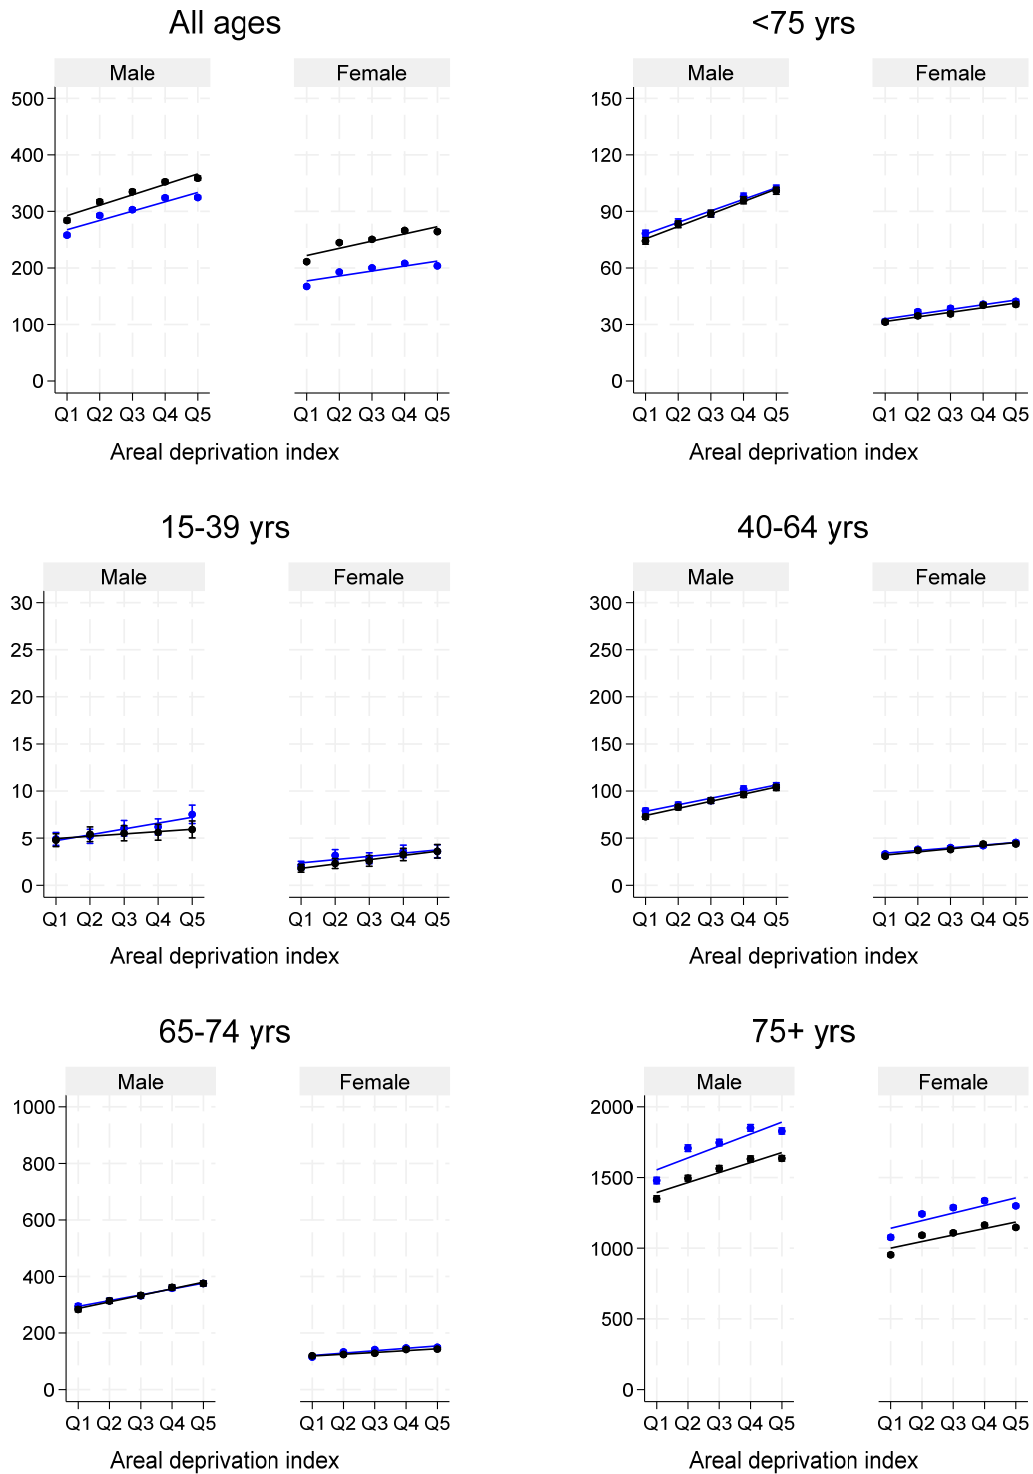 All ages
Male Female
500
400
300
200
100
0
Q1 Q2 Q3 Q4 Q5 Q1 Q2 Q3 Q4 Q5
Areal deprivation index
<75 yrs
Male Female
150
120
90
60
30
0
Q1 Q2 Q3 Q4 Q5 Q1 Q2 Q3 Q4 Q5
Areal deprivation index
15-39 yrs
Male Female
30
25
20
15
10
5
0
Q1 Q2 Q3 Q4 Q5 Q1 Q2 Q3 Q4 Q5
Areal deprivation index
40-64 yrs
Male Female
300
250
200
150
100
50
0
Q1 Q2 Q3 Q4 Q5 Q1 Q2 Q3 Q4 Q5
Areal deprivation index
65-74 yrs
Male Female
1000
800
600
400
200
0
Q1 Q2 Q3 Q4 Q5 Q1 Q2 Q3 Q4 Q5
Areal deprivation index
75+ yrs
Male Female
2000
1500
1000
500
0
Q1 Q2 Q3 Q4 Q5 Q1 Q2 Q3 Q4 Q5
Areal deprivation index